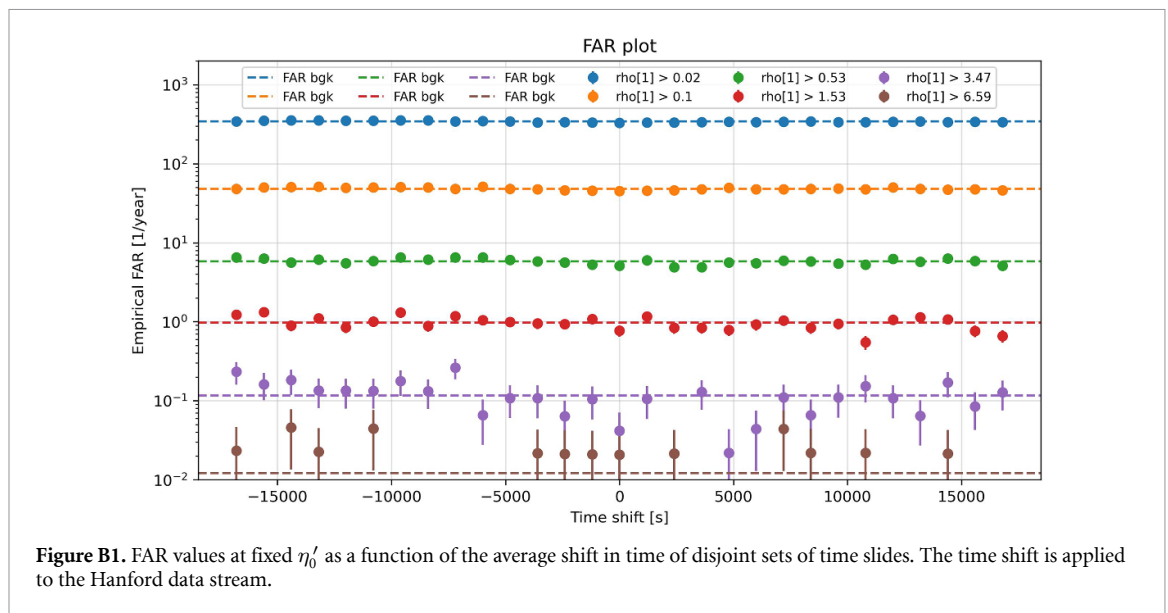 FAR plot
FAR bgk FAR bgk FAR bgk rho[1] > 0.02 rho[1] > 0.53 rho[1] > 3.47
FAR bgk FAR bgk FAR bgk rho[1] > 0.1 rho[1] > 1.53 rho[1] > 6.59
Empirical FAR [1/year]
10³
10²
10¹
10⁰
10⁻¹
10⁻²
−15000 −10000 −5000 0 5000 10000 15000
Time shift [s]
Figure B1. FAR values at fixed η₀′ as a function of the average shift in time of disjoint sets of time slides. The time shift is applied
to the Hanford data stream.